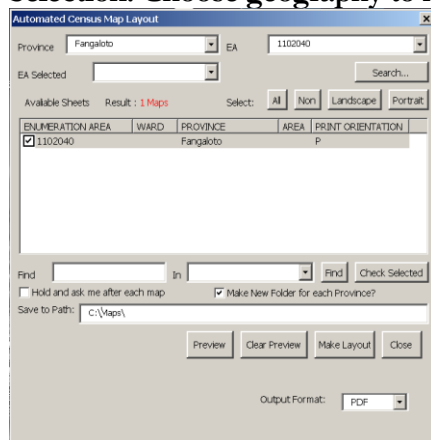 Automated Census Map Layout
Province Fangaloto EA 1102040
EA Selected Search...
Available Sheets Result : 1 Maps Select: All Non Landscape Portrait
ENUMERATION AREA WARD PROVINCE AREA PRINT ORIENTATION
1102040 Fangaloto P
Find In Find Check Selected
Hold and ask me after each map Make New Folder for each Province?
Save to Path: C:\Maps\
Preview Clear Preview Make Layout Close
Output Format: PDF